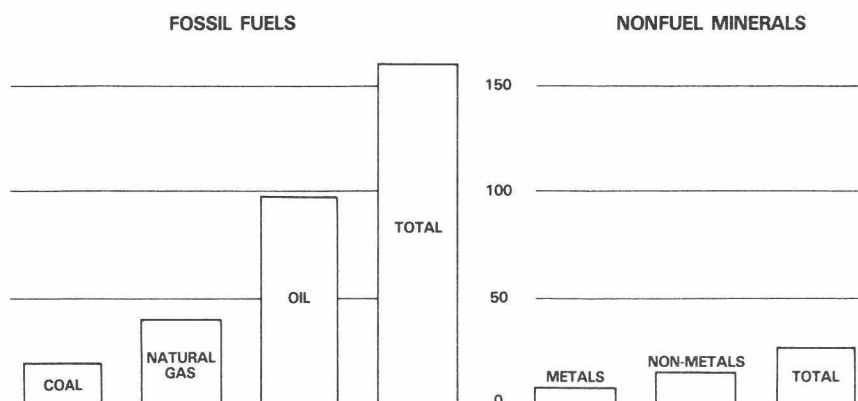 FOSSIL FUELS
NONFUEL MINERALS
150
100
TOTAL
50
OIL
NATURAL
GAS
COAL
METALS
NON-METALS
TOTAL
0